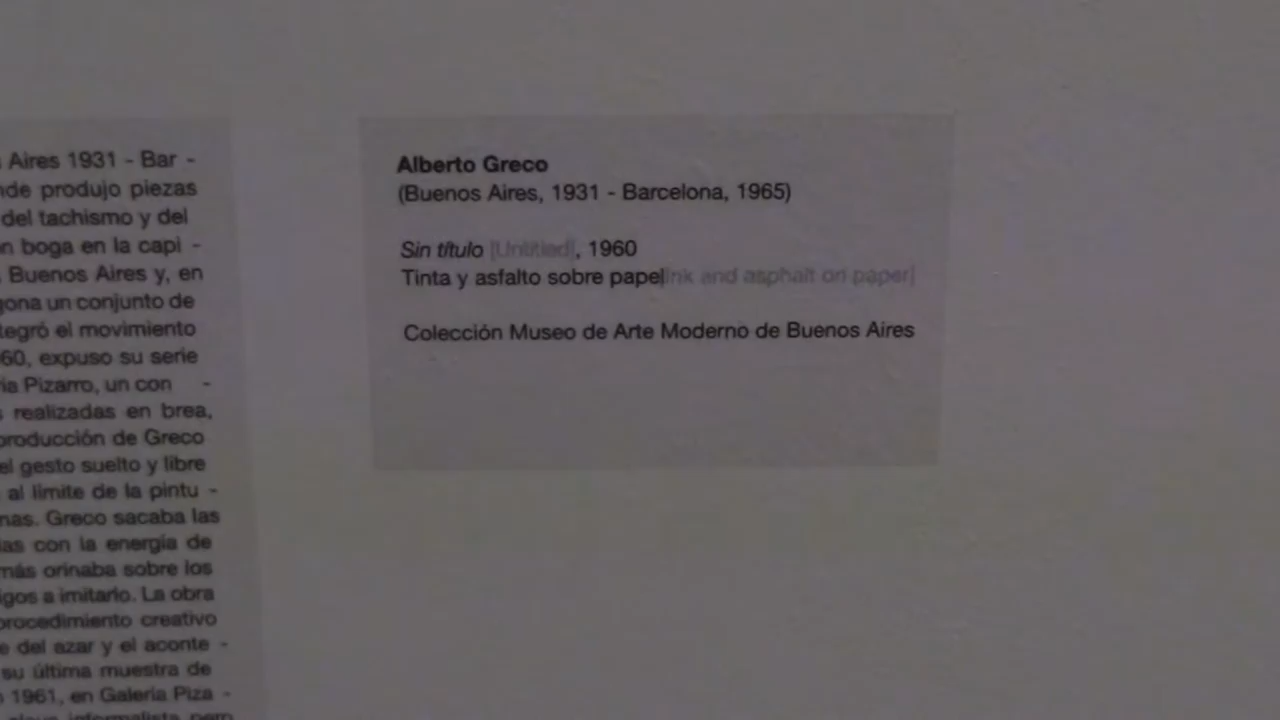 Aires 1931 - Bar -
nde produjo piezas
del tachismo y del
n boga en la capi -
Buenos Aires y, en
gona un conjunto de
tegró el movimiento
60, expuso su serie
ía Pizarro, un con -
s realizadas en brea,
producción de Greco
el gesto suelto y libre
al límite de la pintu -
nas. Greco sacaba las
as con la energía de
más orinaba sobre los
igos a imitarlo. La obra
procedimiento creativo
e del azar y el aconte -
su última muestra de
1961, en Galería Piza -
informalista pero
Alberto Greco
(Buenos Aires, 1931 - Barcelona, 1965)
Sin título [Untitled], 1960
Tinta y asfalto sobre papel[Ink and asphalt on paper]
Colección Museo de Arte Moderno de Buenos Aires